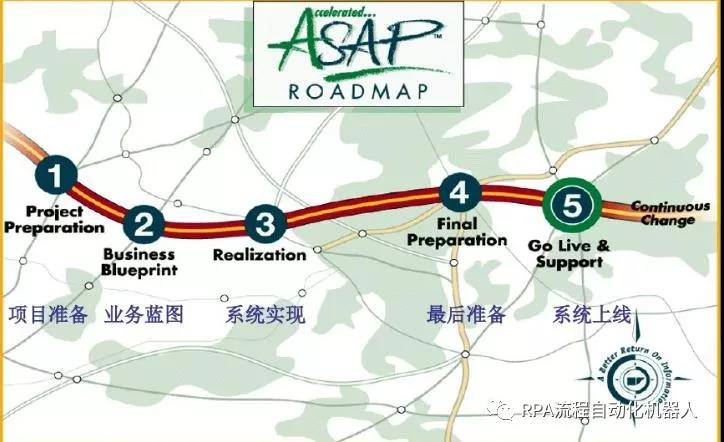 Accelerated...
ASAP™
ROADMAP
1
Project
Preparation
2
Business
Blueprint
3
Realization
4
Final
Preparation
5
Go Live &
Support
Continuous
Change
项目准备
业务蓝图
系统实现
最后准备
系统上线
A Better Return On Information
RPA流程自动化机器人